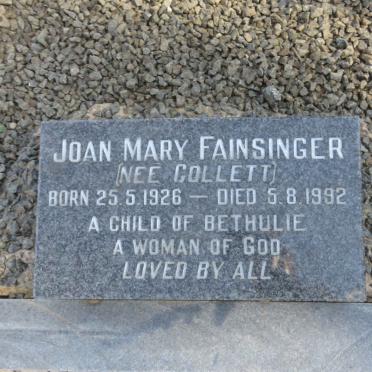 JOAN MARY FAINSINGER
(NEE COLLETT)
BORN 25.5.1926 — DIED 5.8.1992
A CHILD OF BETHULIE
A WOMAN OF GOD
LOVED BY ALL